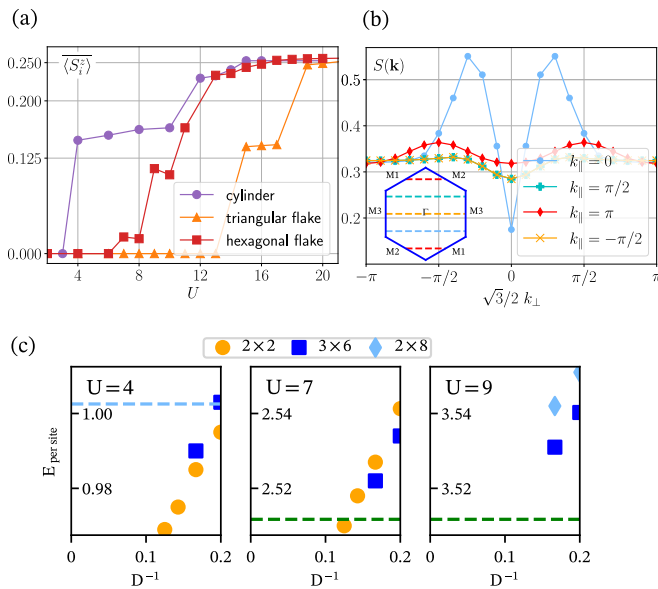 (a)
⟨S_i^z⟩
0.250
0.200
0.125
0.000
4 8 12 16 20
U
cylinder
triangular flake
hexagonal flake
(b)
S(k)
0.5
0.4
0.3
0.2
−π −π/2 0 π/2 π
√3/2 k⊥
M1 M2
M3 Γ M3
M2 M1
k∥ = 0
k∥ = π/2
k∥ = π
k∥ = −π/2
(c)
2×2 3×6 2×8
U=4
U=7
U=9
E per site
1.00
0.98
2.54
2.52
3.54
3.52
0 0.1 0.2
0 0.1 0.2
0 0.1 0.2
D⁻¹
D⁻¹
D⁻¹